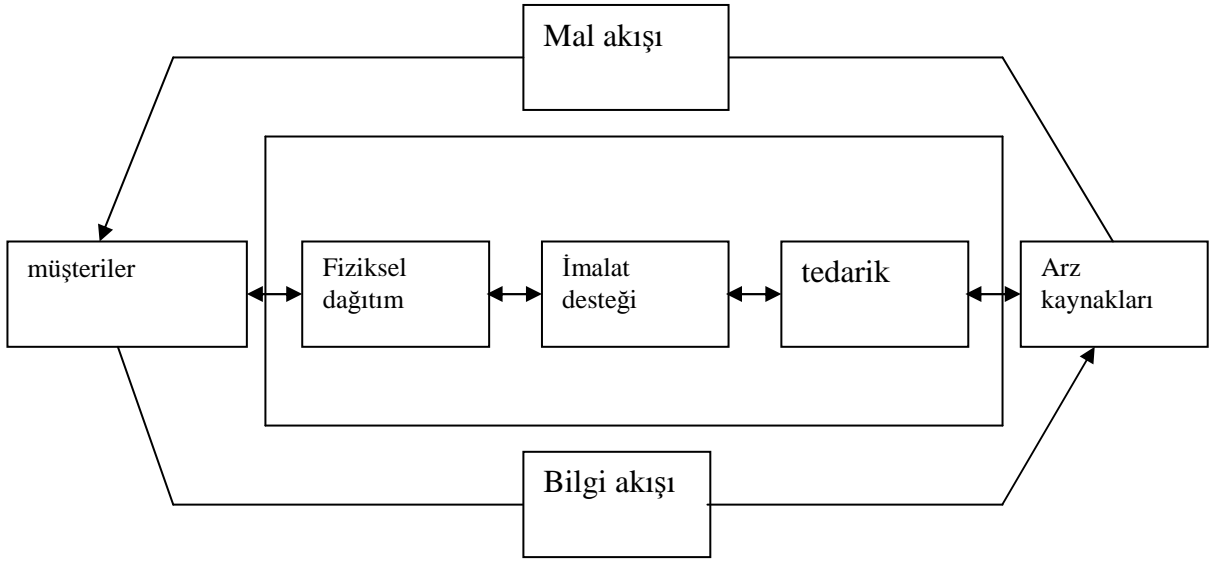 Mal akışı
müşteriler
Fiziksel
dağıtım
İmalat
desteği
tedarik
Arz
kaynakları
Bilgi akışı